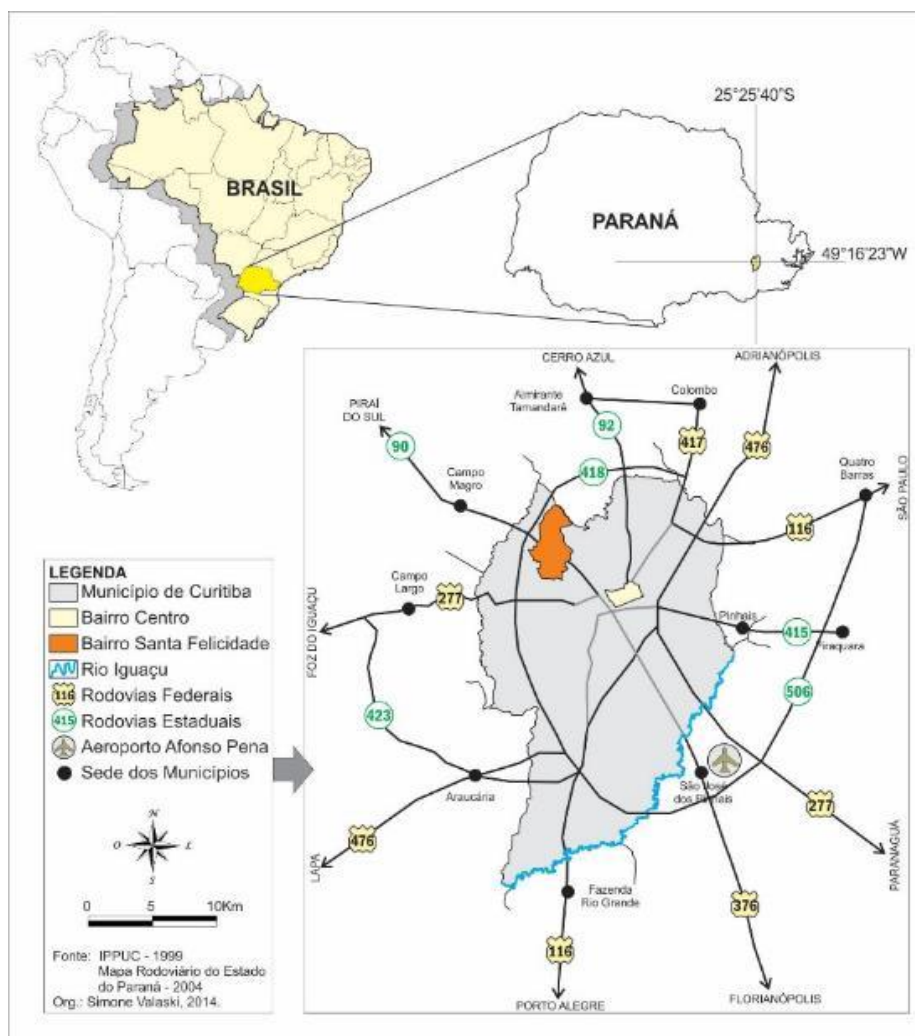 25°25'40"S
BRASIL
PARANÁ
49°16'23"W
CERRO AZUL
ADRIANÓPOLIS
Almirante
Tamandaré
Colombo
PIRAÍ
DO SUL
92
417
476
90
418
Quatro
Barras
SÃO PAULO
Campo
Magro
116
LEGENDA
Município de Curitiba
Bairro Centro
Bairro Santa Felicidade
Rio Iguaçu
116 Rodovias Federais
415 Rodovias Estaduais
Aeroporto Afonso Pena
Sede dos Municípios
Campo
Largo
277
FOZ DO IGUAÇU
Pinhais
415
Piraquara
506
423
Araucária
São José
dos Pinhais
277
476
LAPA
PARANAGUÁ
Fazenda
Rio Grande
376
116
PORTO ALEGRE
FLORIANÓPOLIS
N
O
L
S
0 5 10Km
Fonte: IPPUC - 1999
Mapa Rodoviário do Estado
do Paraná - 2004
Org.: Simone Valaski, 2014.